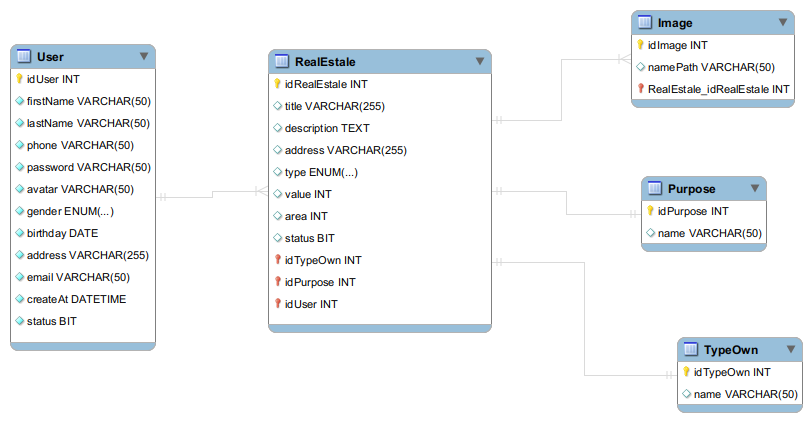 User
idUser INT
firstName VARCHAR(50)
lastName VARCHAR(50)
phone VARCHAR(50)
password VARCHAR(50)
avatar VARCHAR(50)
gender ENUM(...)
birthday DATE
address VARCHAR(255)
email VARCHAR(50)
createAt DATETIME
status BIT
RealEstale
idRealEstale INT
title VARCHAR(255)
description TEXT
address VARCHAR(255)
type ENUM(...)
value INT
area INT
status BIT
idTypeOwn INT
idPurpose INT
idUser INT
Image
idImage INT
namePath VARCHAR(50)
RealEstale_idRealEstale INT
Purpose
idPurpose INT
name VARCHAR(50)
TypeOwn
idTypeOwn INT
name VARCHAR(50)